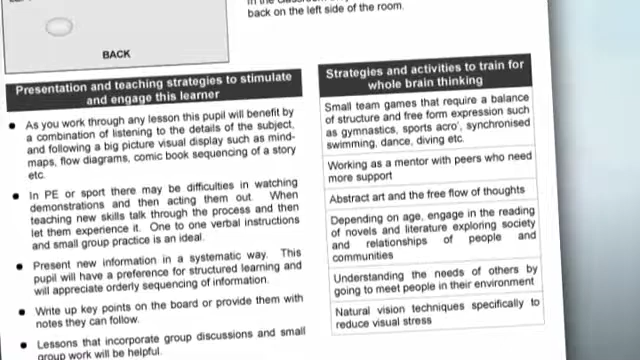 back on the left side of the room.
BACK
Presentation and teaching strategies to stimulate
and engage this learner
● As you work through any lesson this pupil will benefit by
a combination of listening to the details of the subject,
and following a big picture visual display such as mind-
maps, flow diagrams, comic book sequencing of a story
etc.
● In PE or sport there may be difficulties in watching
demonstrations and then acting them out. When
teaching new skills talk through the process and then
let them experience it. One to one verbal instructions
and small group practice is an ideal.
● Present new information in a systematic way. This
pupil will have a preference for structured learning and
will appreciate orderly sequencing of information.
● Write up key points on the board or provide them with
notes they can follow.
● Lessons that incorporate group discussions and small
group work will be helpful.
Strategies and activities to train for
whole brain thinking
Small team games that require a balance
of structure and free form expression such
as gymnastics, sports acro', synchronised
swimming, dance, diving etc.
Working as a mentor with peers who need
more support
Abstract art and the free flow of thoughts
Depending on age, engage in the reading
of novels and literature exploring society
and relationships of people and
communities
Understanding the needs of others by
going to meet people in their environment
Natural vision techniques specifically to
reduce visual stress